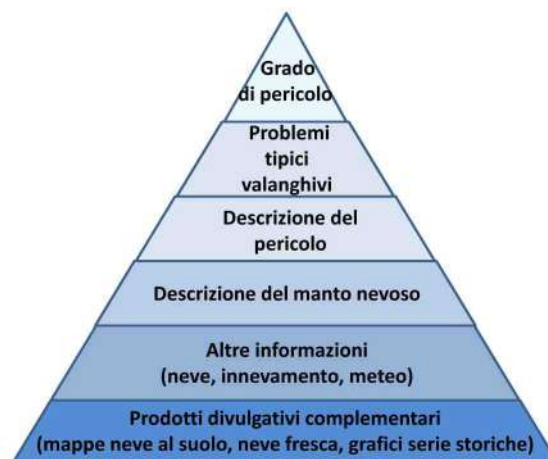 Grado
di pericolo
Problemi
tipici
valanghivi
Descrizione del
pericolo
Descrizione del manto nevoso
Altre informazioni
(neve, innevamento, meteo)
Prodotti divulgativi complementari
(mappe neve al suolo, neve fresca, grafici serie storiche)